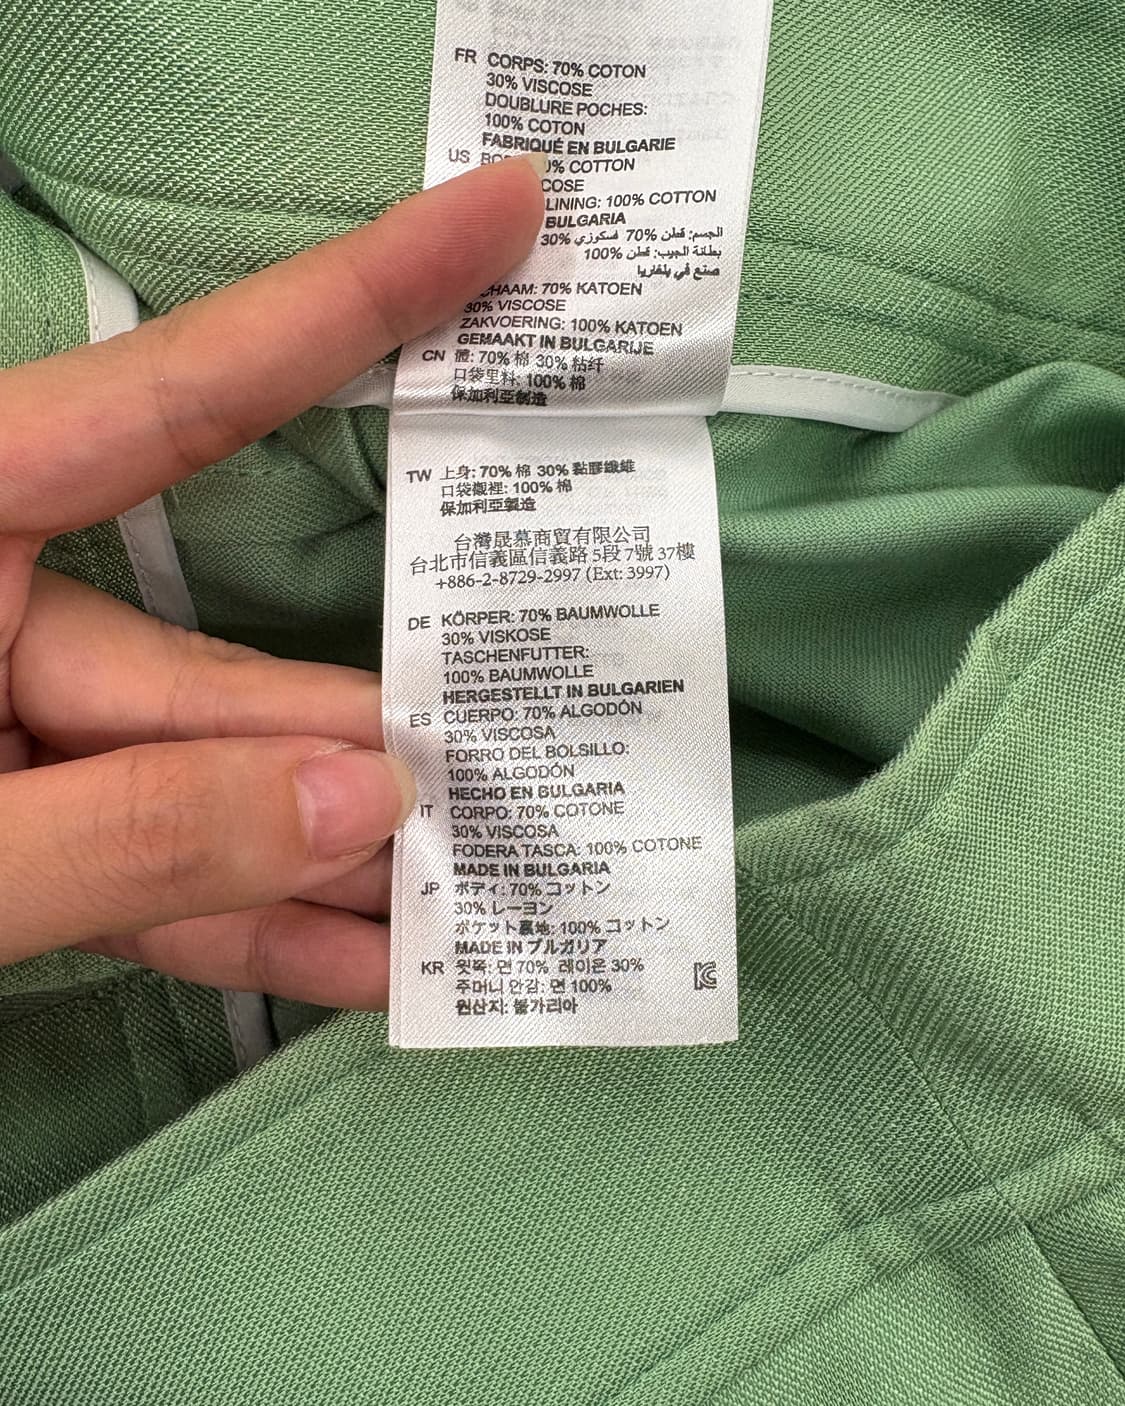 FR CORPS: 70% COTON
30% VISCOSE
DOUBLURE POCHES:
100% COTON
FABRIQUÉ EN BULGARIE
US % COTTON
LINING: 100% COTTON
BULGARIA
الجسم: قطن 70% فسكوزي 30%
بطانة الجيب: قطن 100%
صنع في بلغاريا
70% KATOEN
30% VISCOSE
ZAKVOERING: 100% KATOEN
GEMAAKT IN BULGARIJE
CN 體: 70% 棉 30% 粘纤
口袋里料: 100% 棉
保加利亞制造
TW 上身: 70% 棉 30% 黏膠纖維
口袋襯裡: 100% 棉
保加利亞製造
台灣晟慕商貿有限公司
台北市信義區信義路 5段 7號 37樓
+886-2-8729-2997 (Ext: 3997)
DE KÖRPER: 70% BAUMWOLLE
30% VISKOSE
TASCHENFUTTER:
100% BAUMWOLLE
HERGESTELLT IN BULGARIEN
ES CUERPO: 70% ALGODÓN
30% VISCOSA
FORRO DEL BOLSILLO:
100% ALGODÓN
HECHO EN BULGARIA
IT CORPO: 70% COTONE
30% VISCOSA
FODERA TASCA: 100% COTONE
MADE IN BULGARIA
JP ボディ: 70% コットン
30% レーヨン
ポケット裏地: 100% コットン
MADE IN ブルガリア
KR 윗쪽: 면 70% 레이온 30%
주머니 안감: 면 100%
원산지: 불가리아